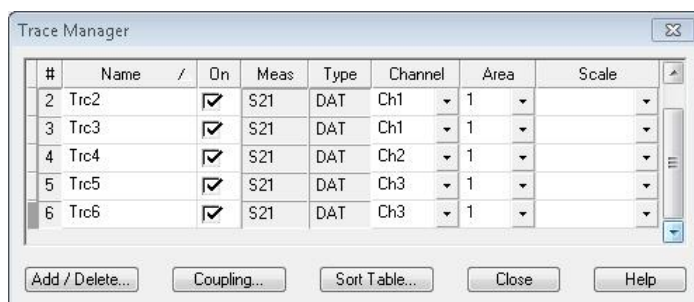 Trace Manager
# Name / On Meas Type Channel Area Scale
2 Trc2 S21 DAT Ch1 1
3 Trc3 S21 DAT Ch1 1
4 Trc4 S21 DAT Ch2 1
5 Trc5 S21 DAT Ch3 1
6 Trc6 S21 DAT Ch3 1
Add / Delete... Coupling... Sort Table... Close Help